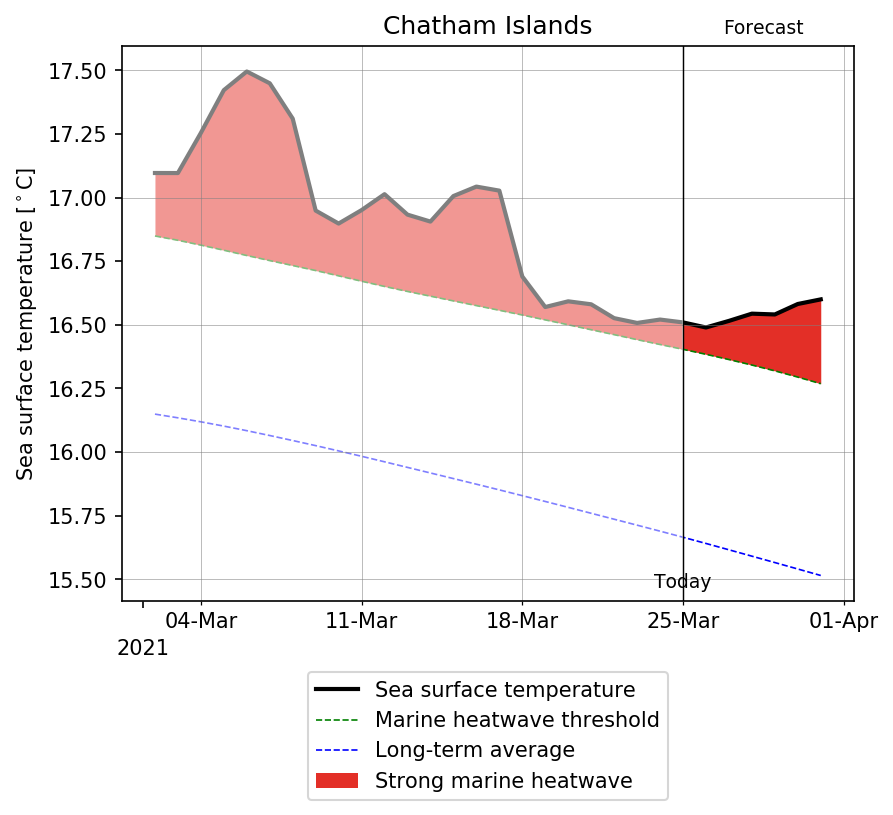 Chatham Islands
Forecast
17.50
17.25
17.00
16.75
16.50
16.25
16.00
15.75
15.50
Sea surface temperature [°C]
Today
04-Mar 11-Mar 18-Mar 25-Mar 01-Apr
2021
Sea surface temperature
Marine heatwave threshold
Long-term average
Strong marine heatwave